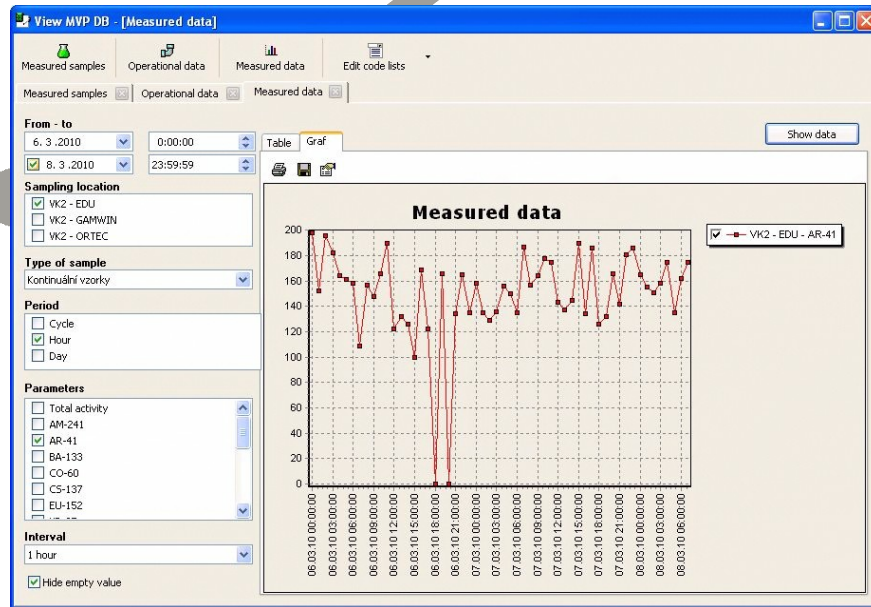 View MVP DB - [Measured data]
Measured samples Operational data Measured data Edit code lists
Measured samples Operational data Measured data
From - to
6. 3 .2010 0:00:00
8. 3 .2010 23:59:59
Sampling location
VK2 - EDU
VK2 - GAMWIN
VK2 - ORTEC
Type of sample
Kontinuální vzorky
Period
Cycle
Hour
Day
Parameters
Total activity
AM-241
AR-41
BA-133
CO-60
CS-137
EU-152
Interval
1 hour
Hide empty value
Table Graf
Show data
Measured data
VK2 - EDU - AR-41
200
180
160
140
120
100
80
60
40
20
0
06.03.10 00:00:00
06.03.10 03:00:00
06.03.10 06:00:00
06.03.10 09:00:00
06.03.10 12:00:00
06.03.10 15:00:00
06.03.10 18:00:00
06.03.10 21:00:00
07.03.10 00:00:00
07.03.10 03:00:00
07.03.10 06:00:00
07.03.10 09:00:00
07.03.10 12:00:00
07.03.10 15:00:00
07.03.10 18:00:00
07.03.10 21:00:00
08.03.10 00:00:00
08.03.10 03:00:00
08.03.10 06:00:00